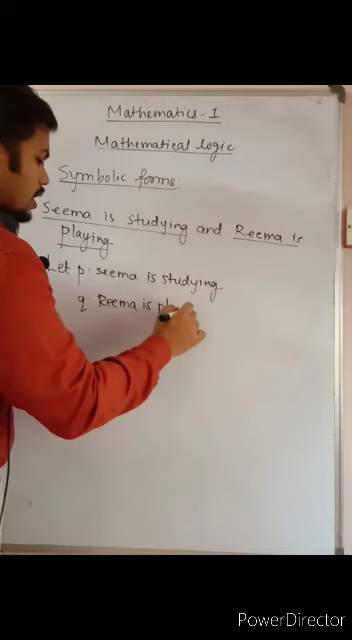 Mathematics-1
Mathematical logic
Symbolic forms:
Seema is studying and Reema is
playing
Let p: seema is studying
q: Reema is pl
PowerDirector